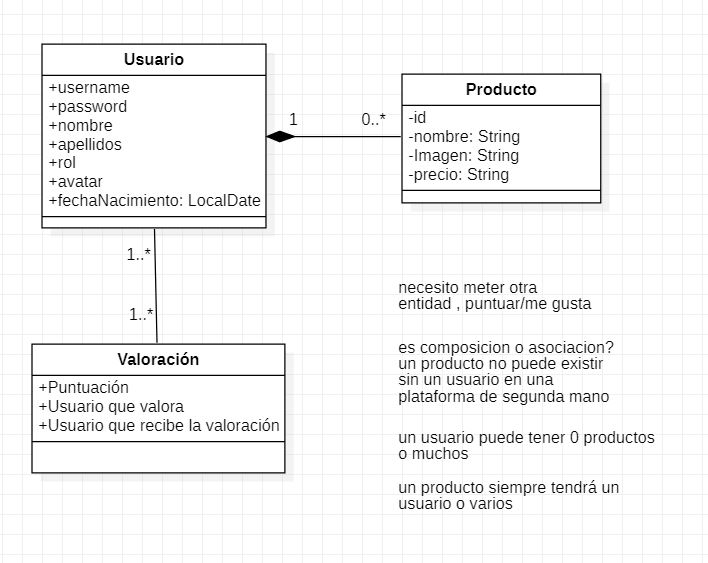 Usuario
+username
+password
+nombre
+apellidos
+rol
+avatar
+fechaNacimiento: LocalDate
1
0..*
Producto
-id
-nombre: String
-Imagen: String
-precio: String
1..*
1..*
Valoración
+Puntuación
+Usuario que valora
+Usuario que recibe la valoración
necesito meter otra
entidad , puntuar/me gusta
es composicion o asociacion?
un producto no puede existir
sin un usuario en una
plataforma de segunda mano
un usuario puede tener 0 productos
o muchos
un producto siempre tendrá un
usuario o varios